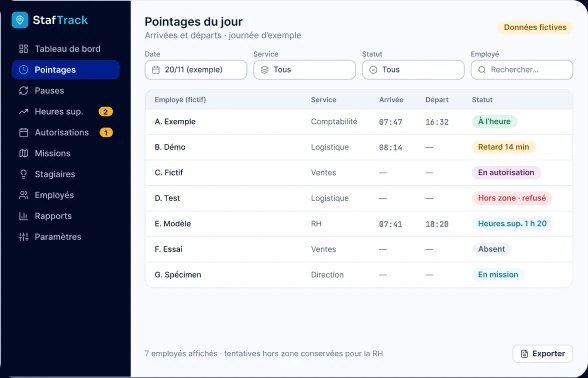 StafTrack
Tableau de bord
Pointages
Pauses
Heures sup. 2
Autorisations 1
Missions
Stagiaires
Employés
Rapports
Paramètres
Pointages du jour
Arrivées et départs · journée d'exemple
Données fictives
Date Service Statut Employé
20/11 (exemple) Tous Tous Rechercher...
Employé (fictif) Service Arrivée Départ Statut
A. Exemple Comptabilité 07:47 16:32 À l'heure
B. Démo Logistique 08:14 — Retard 14 min
C. Fictif Ventes — — En autorisation
D. Test Logistique — — Hors zone · refusé
E. Modèle RH 07:41 18:20 Heures sup. 1 h 20
F. Essai Ventes — — Absent
G. Spécimen Direction — — En mission
7 employés affichés · tentatives hors zone conservées pour la RH
Exporter